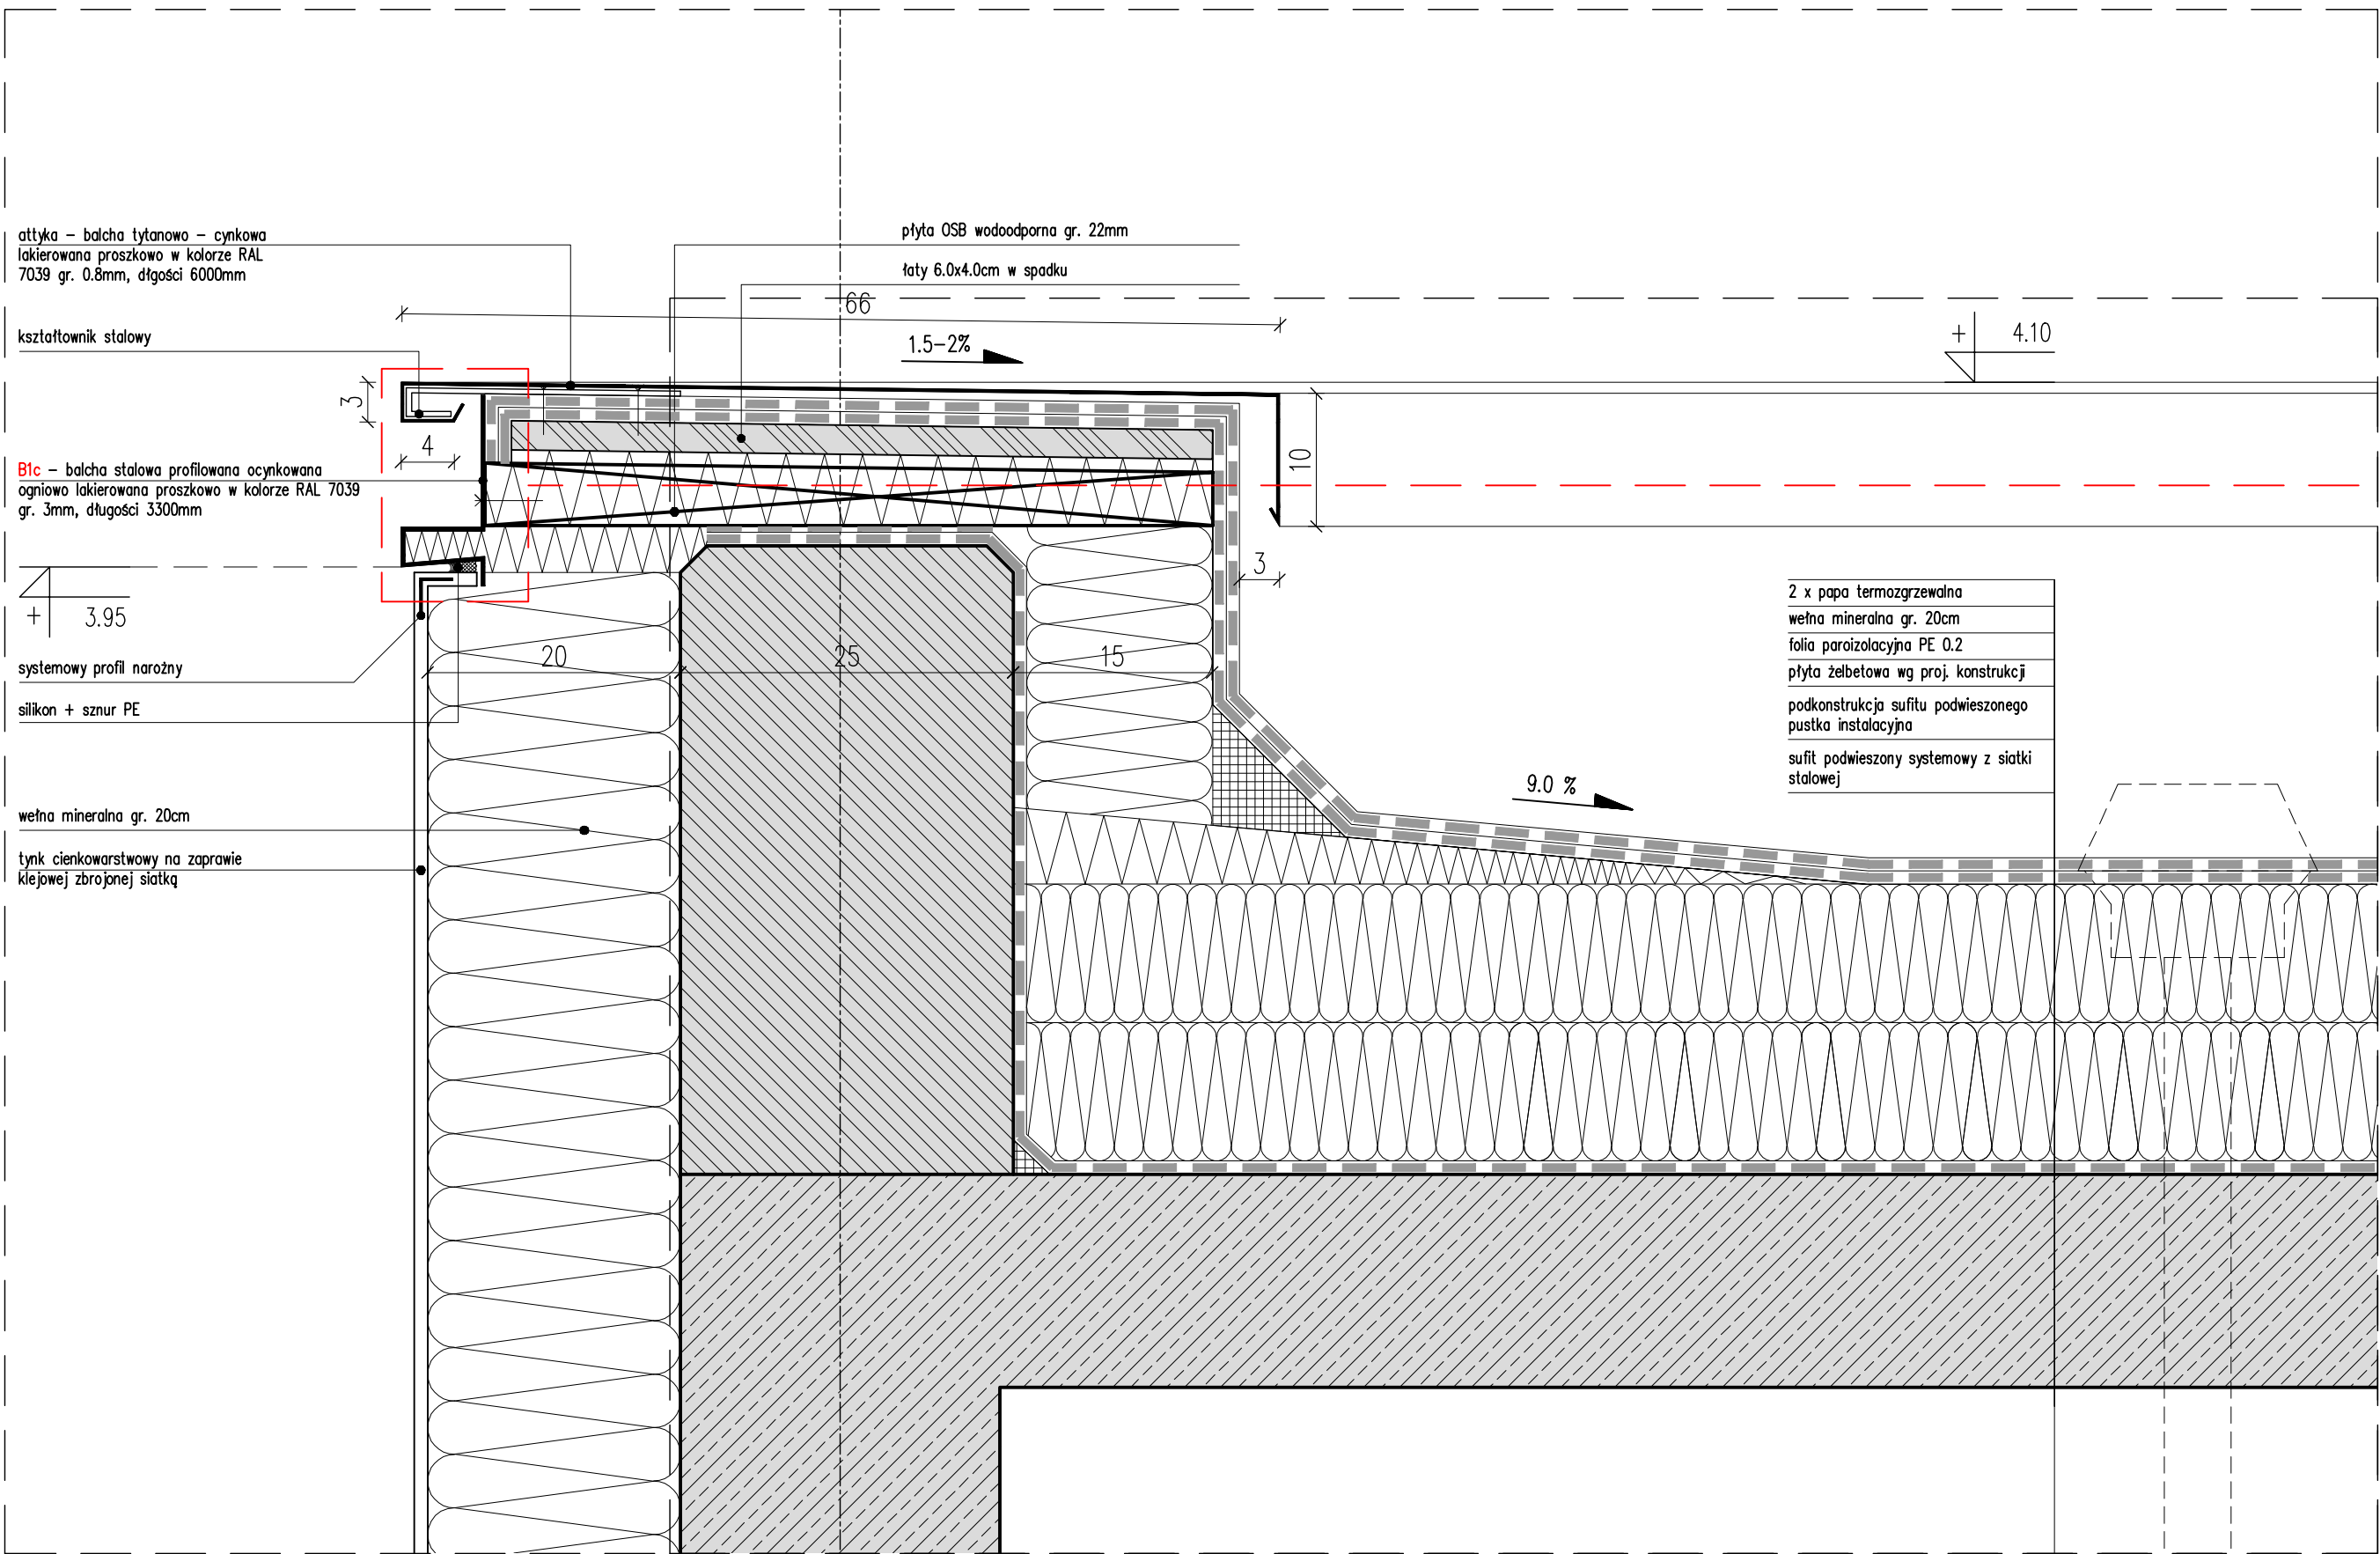 attyka – balcha tytanowo – cynkowa
lakierowana proszkowo w kolorze RAL
7039 gr. 0.8mm, dłgości 6000mm
kształtownik stalowy
B1c – balcha stalowa profilowana ocynkowana
ogniowo lakierowana proszkowo w kolorze RAL 7039
gr. 3mm, długości 3300mm
+ 3.95
systemowy profil narożny
silikon + sznur PE
wełna mineralna gr. 20cm
tynk cienkowarstwowy na zaprawie
klejowej zbrojonej siatką
płyta OSB wodoodporna gr. 22mm
łaty 6.0x4.0cm w spadku
66
1.5–2%
3
4
10
3
20
25
15
+ 4.10
9.0 %
2 x papa termozgrzewalna
wełna mineralna gr. 20cm
folia paroizolacyjna PE 0.2
płyta żelbetowa wg proj. konstrukcji
podkonstrukcja sufitu podwieszonego
pustka instalacyjna
sufit podwieszony systemowy z siatki
stalowej